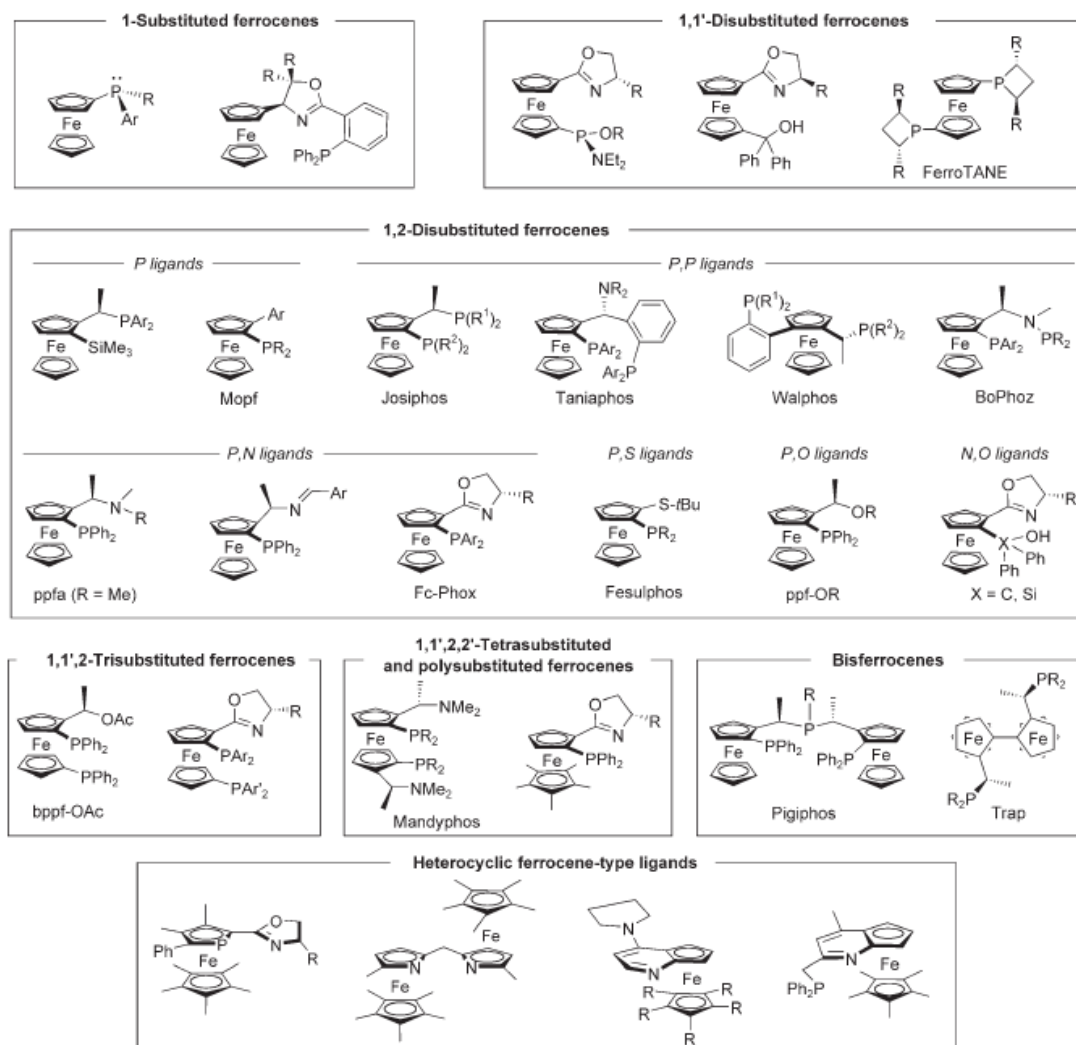 1-Substituted ferrocenes
P
R
Ar
Fe
R
R
O
N
Fe
Ph2P
1,1'-Disubstituted ferrocenes
O
N
R
Fe
P
OR
NEt2
O
N
R
Fe
OH
Ph
Ph
R
P
R
Fe
R
P
R
FerroTANE
1,2-Disubstituted ferrocenes
P ligands
P,P ligands
PAr2
Fe
SiMe3
Ar
Fe
PR2
Mopf
P(R1)2
Fe
P(R2)2
Josiphos
NR2
Fe
PAr2
Ar2P
Taniaphos
P(R1)2
Fe
P(R2)2
Walphos
N
Fe
PAr2
PR2
BoPhoz
P,N ligands
P,S ligands
P,O ligands
N,O ligands
N
R
Fe
PPh2
ppfa (R = Me)
N
Ar
Fe
PPh2
O
N
R
Fe
PAr2
Fc-Phox
S-tBu
Fe
PR2
Fesulphos
OR
Fe
PPh2
ppf-OR
O
N
R
Fe
X
OH
Ph
Ph
X = C, Si
1,1',2-Trisubstituted ferrocenes
OAc
Fe
PPh2
PPh2
bppf-OAc
O
N
R
Fe
PAr2
PAr'2
1,1',2,2'-Tetrasubstituted
and polysubstituted ferrocenes
NMe2
Fe
PR2
PR2
NMe2
Mandyphos
O
N
R
Fe
PPh2
Bisferrocenes
R
P
Fe
PPh2
Ph2P
Fe
Pigiphos
PR2
Fe
Fe
R2P
Trap
Heterocyclic ferrocene-type ligands
Ph
P
O
N
R
Fe
Fe
N
N
Fe
N
N
Fe
R
R
R
R
R
N
Ph2P
Fe